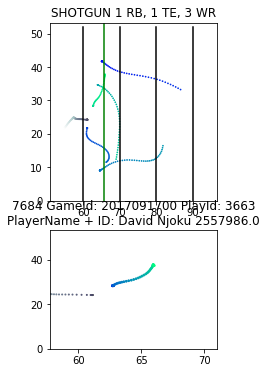 SHOTGUN 1 RB, 1 TE, 3 WR
50
40
30
20
10
0
60 70 80 90
7684 GameId: 2017091700 PlayId: 3663
PlayerName + ID: David Njoku 2557986.0
40
20
0
60 65 70